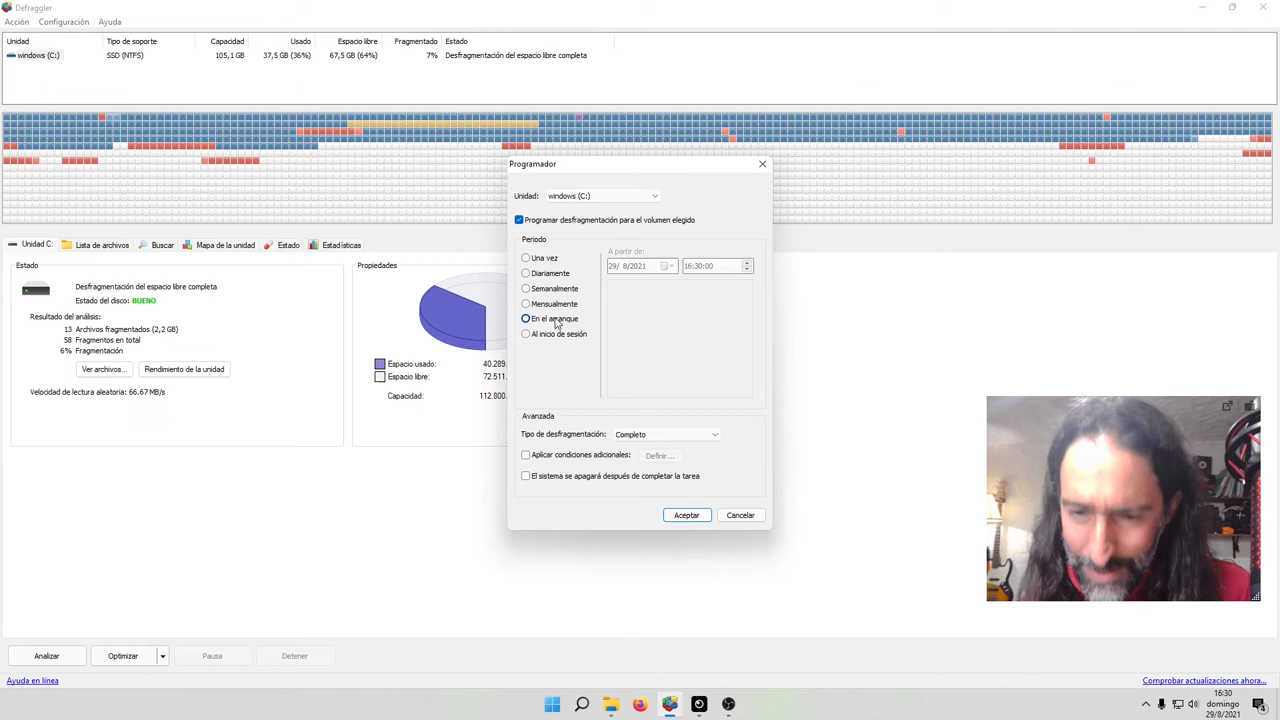 Defraggler
Acción Configuración Ayuda
Unidad Tipo de soporte Capacidad Usado Espacio libre Fragmentado Estado
windows (C:) SSD (NTFS) 105,1 GB 37,5 GB (36%) 67,5 GB (64%) 7% Desfragmentación del espacio libre completa
Programador
Unidad: windows (C:)
Programar desfragmentación para el volumen elegido
Periodo
Una vez
Diariamente
Semanalmente
Mensualmente
En el arranque
Al inicio de sesión
A partir de:
29/ 8/2021 16:30:00
Avanzada
Tipo de desfragmentación: Completo
Aplicar condiciones adicionales: Definir...
El sistema se apagará después de completar la tarea
Aceptar Cancelar
Unidad C: Lista de archivos Buscar Mapa de la unidad Estado Estadísticas
Estado
Desfragmentación del espacio libre completa
Estado del disco: BUENO
Resultado del análisis:
13 Archivos fragmentados (2,2 GB)
58 Fragmentos en total
6% Fragmentación
Ver archivos... Rendimiento de la unidad
Velocidad de lectura aleatoria: 66.67 MB/s
Propiedades
Espacio usado: 40.289.
Espacio libre: 72.511.
Capacidad: 112.800.
Analizar Optimizar Pausa Detener
Ayuda en línea Comprobar actualizaciones ahora...
16:30
domingo
29/8/2021
4